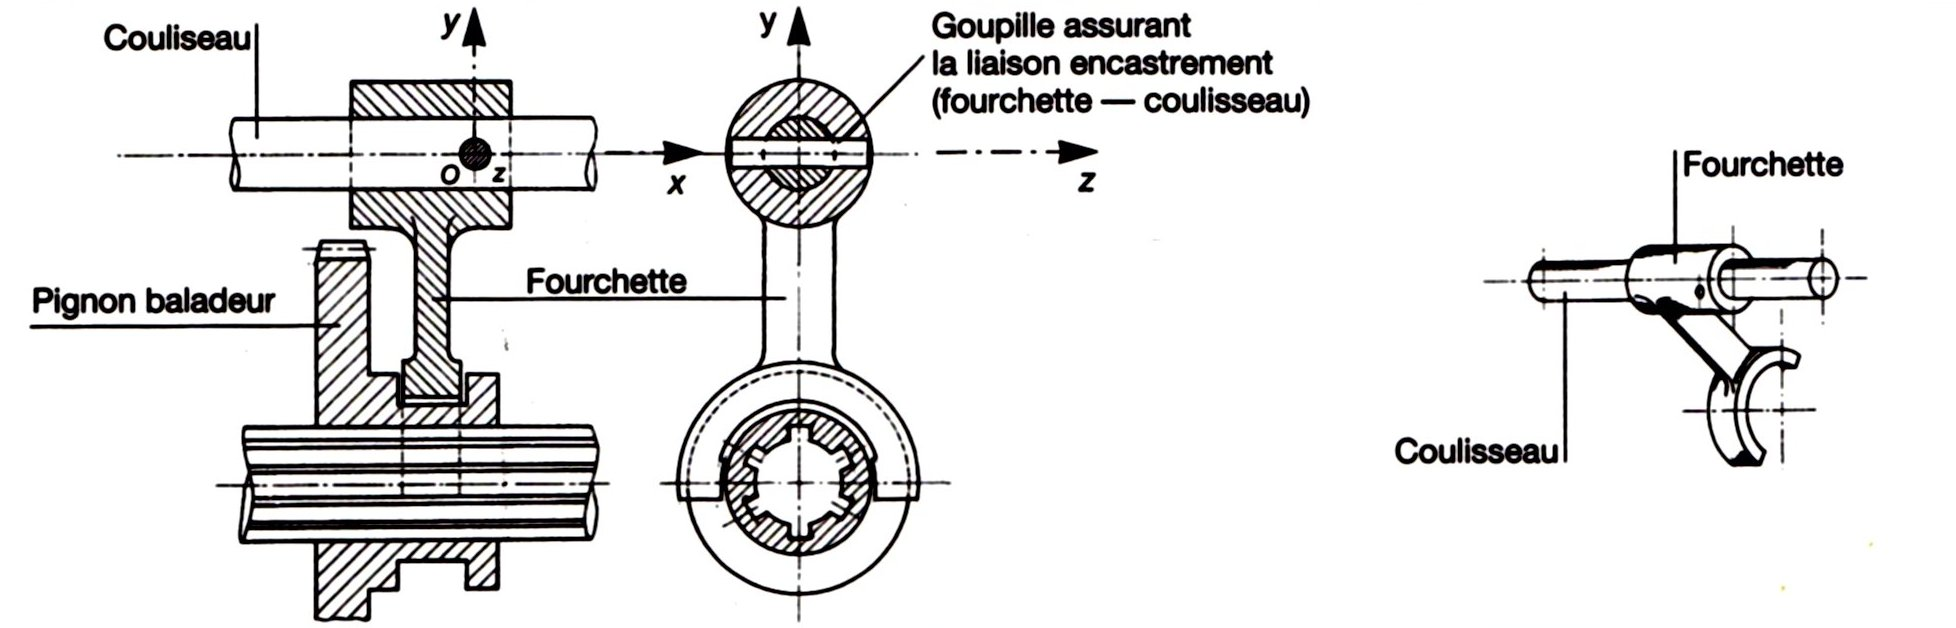 Couliseau
y
y
Goupille assurant
la liaison encastrement
(fourchette — coulisseau)
O
z
x
z
Fourchette
Pignon baladeur
Fourchette
Coulisseau